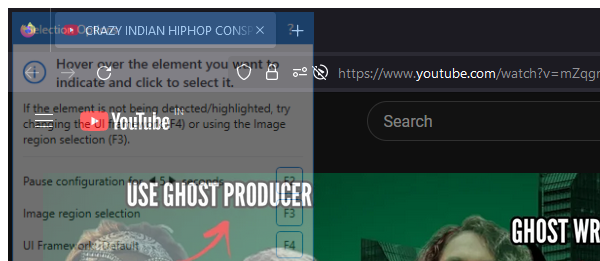 Selection Options ?
CRAZY INDIAN HIPHOP CONSP
Hover over the element you want to
indicate and click to select it.
https://www.youtube.com/watch?v=mZqgr
If the element is not being detected/highlighted, try
changing the UI framework (F4) or using the Image
region selection (F3).
YouTube IN
Search
Pause configuration for 5 seconds F2
USE GHOST PRODUCER
Image region selection F3
GHOST WR
UI Framework: Default F4